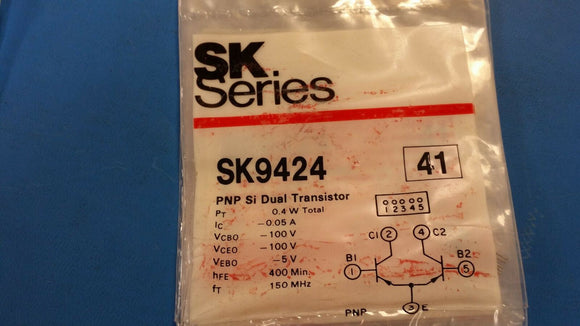 SK
Series
SK9424
41
PNP Si Dual Transistor
PT 0.4 W Total
IC -0.05 A
VCBO -100 V
VCEO -100 V
VEBO -5 V
hFE 400 Min.
fT 150 MHz
1 2 3 4 5
C1 2 4 C2
B1 B2
1 5
3 E
PNP